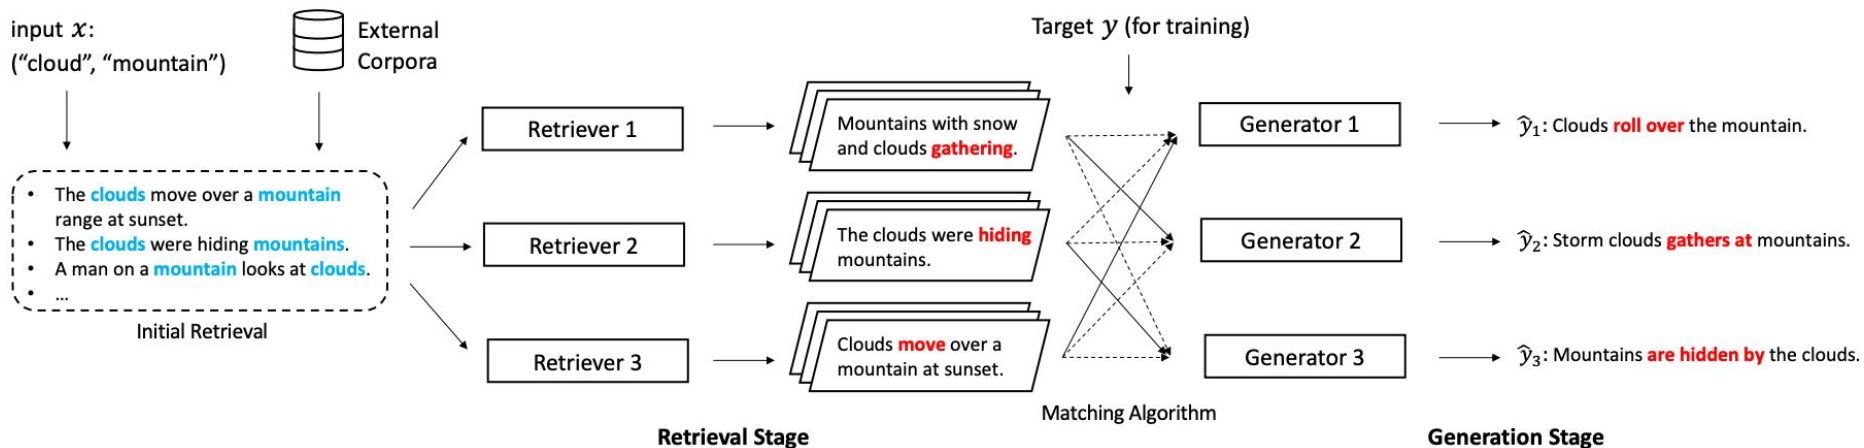 input x:
("cloud", "mountain")
External
Corpora
Target y (for training)
• The clouds move over a mountain
range at sunset.
• The clouds were hiding mountains.
• A man on a mountain looks at clouds.
• ...
Initial Retrieval
Retriever 1
Retriever 2
Retriever 3
Mountains with snow
and clouds gathering.
The clouds were hiding
mountains.
Clouds move over a
mountain at sunset.
Matching Algorithm
Generator 1
Generator 2
Generator 3
ŷ₁: Clouds roll over the mountain.
ŷ₂: Storm clouds gathers at mountains.
ŷ₃: Mountains are hidden by the clouds.
Retrieval Stage
Generation Stage